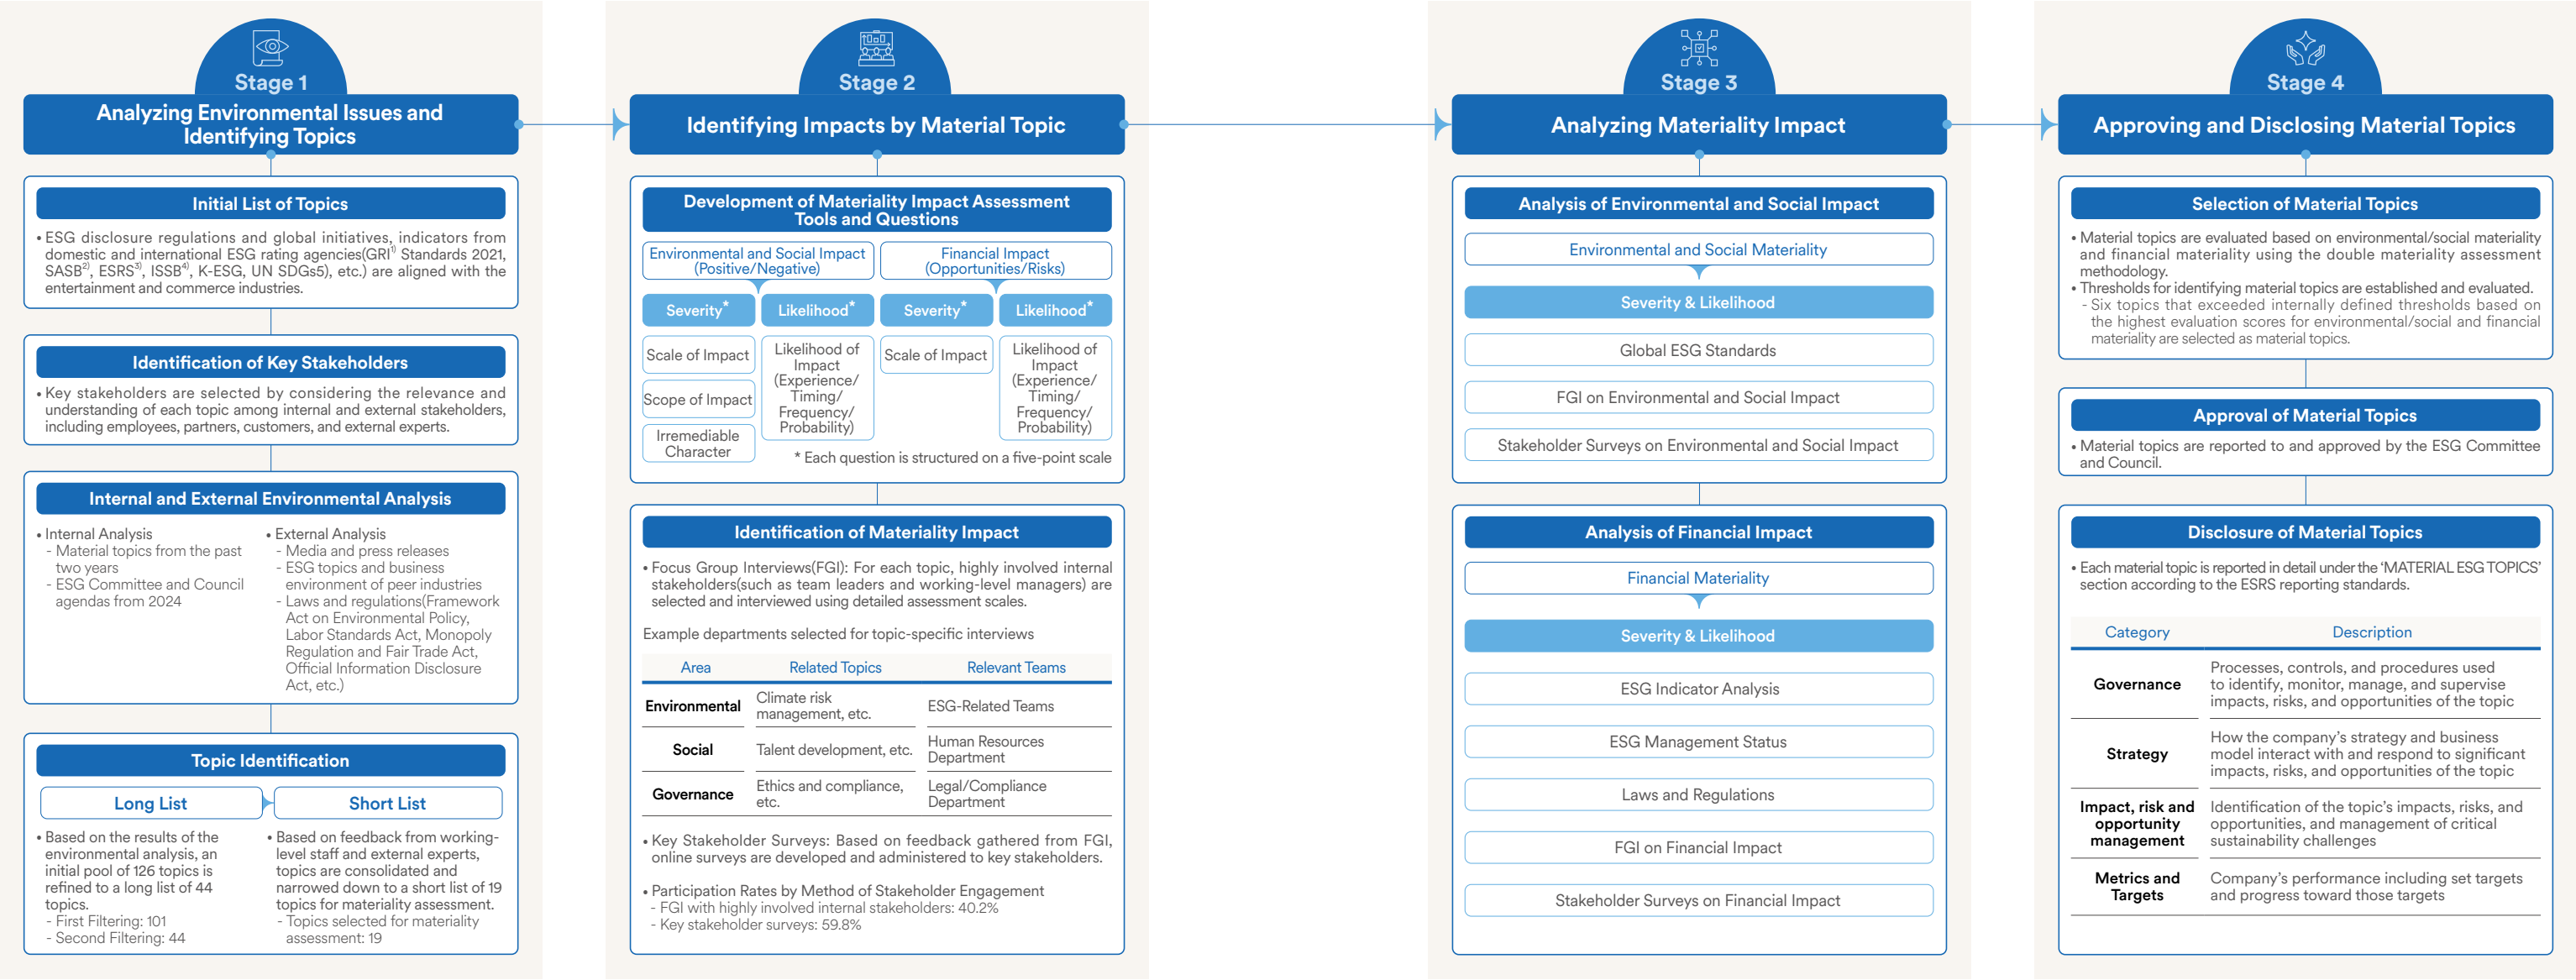 Stage 1
Analyzing Environmental Issues and
Identifying Topics
Initial List of Topics
• ESG disclosure regulations and global initiatives, indicators from
domestic and international ESG rating agencies(GRI1) Standards 2021,
SASB2), ESRS3), ISSB4), K-ESG, UN SDGs5), etc.) are aligned with the
entertainment and commerce industries.
Identification of Key Stakeholders
• Key stakeholders are selected by considering the relevance and
understanding of each topic among internal and external stakeholders,
including employees, partners, customers, and external experts.
Internal and External Environmental Analysis
• Internal Analysis
- Material topics from the past
two years
- ESG Committee and Council
agendas from 2024
• External Analysis
- Media and press releases
- ESG topics and business
environment of peer industries
- Laws and regulations(Framework
Act on Environmental Policy,
Labor Standards Act, Monopoly
Regulation and Fair Trade Act,
Official Information Disclosure
Act, etc.)
Topic Identification
Long List
• Based on the results of the
environmental analysis, an
initial pool of 126 topics is
refined to a long list of 44
topics.
- First Filtering: 101
- Second Filtering: 44
Short List
• Based on feedback from working-
level staff and external experts,
topics are consolidated and
narrowed down to a short list of 19
topics for materiality assessment.
- Topics selected for materiality
assessment: 19
Stage 2
Identifying Impacts by Material Topic
Development of Materiality Impact Assessment
Tools and Questions
Environmental and Social Impact
(Positive/Negative)
Financial Impact
(Opportunities/Risks)
Severity*
Likelihood*
Severity*
Likelihood*
Scale of Impact
Scope of Impact
Irremediable
Character
Likelihood of
Impact
(Experience/
Timing/
Frequency/
Probability)
Scale of Impact
Likelihood of
Impact
(Experience/
Timing/
Frequency/
Probability)
* Each question is structured on a five-point scale
Identification of Materiality Impact
• Focus Group Interviews(FGI): For each topic, highly involved internal
stakeholders(such as team leaders and working-level managers) are
selected and interviewed using detailed assessment scales.
Example departments selected for topic-specific interviews
Area Related Topics Relevant Teams
Environmental
Climate risk
management, etc.
ESG-Related Teams
Social
Talent development, etc.
Human Resources
Department
Governance
Ethics and compliance,
etc.
Legal/Compliance
Department
• Key Stakeholder Surveys: Based on feedback gathered from FGI,
online surveys are developed and administered to key stakeholders.
• Participation Rates by Method of Stakeholder Engagement
- FGI with highly involved internal stakeholders: 40.2%
- Key stakeholder surveys: 59.8%
Stage 3
Analyzing Materiality Impact
Analysis of Environmental and Social Impact
Environmental and Social Materiality
Severity & Likelihood
Global ESG Standards
FGI on Environmental and Social Impact
Stakeholder Surveys on Environmental and Social Impact
Analysis of Financial Impact
Financial Materiality
Severity & Likelihood
ESG Indicator Analysis
ESG Management Status
Laws and Regulations
FGI on Financial Impact
Stakeholder Surveys on Financial Impact
Stage 4
Approving and Disclosing Material Topics
Selection of Material Topics
• Material topics are evaluated based on environmental/social materiality
and financial materiality using the double materiality assessment
methodology.
• Thresholds for identifying material topics are established and evaluated.
- Six topics that exceeded internally defined thresholds based on
the highest evaluation scores for environmental/social and financial
materiality are selected as material topics.
Approval of Material Topics
• Material topics are reported to and approved by the ESG Committee
and Council.
Disclosure of Material Topics
• Each material topic is reported in detail under the ‘MATERIAL ESG TOPICS’
section according to the ESRS reporting standards.
Category Description
Governance
Processes, controls, and procedures used
to identify, monitor, manage, and supervise
impacts, risks, and opportunities of the topic
Strategy
How the company’s strategy and business
model interact with and respond to significant
impacts, risks, and opportunities of the topic
Impact, risk and
opportunity
management
Identification of the topic’s impacts, risks, and
opportunities, and management of critical
sustainability challenges
Metrics and
Targets
Company’s performance including set targets
and progress toward those targets